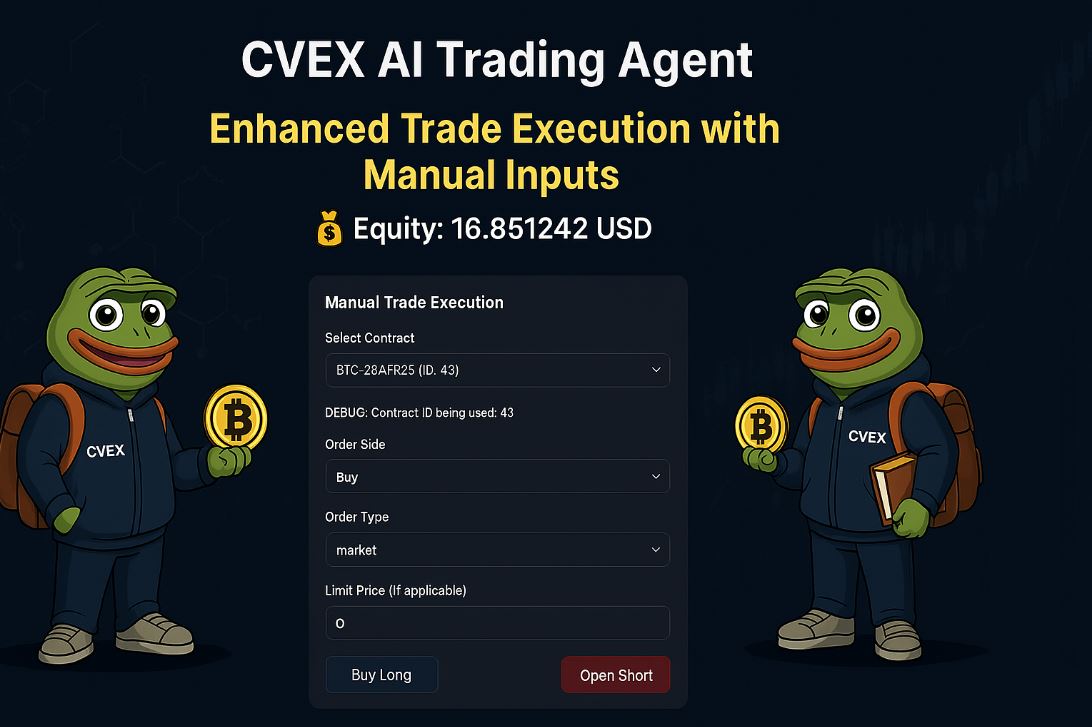 CVEX AI Trading Agent
Enhanced Trade Execution with
Manual Inputs
Equity: 16.851242 USD
Manual Trade Execution
Select Contract
BTC-28AFR25 (ID. 43)
DEBUG: Contract ID being used: 43
Order Side
Buy
Order Type
market
Limit Price (If applicable)
0
Buy Long
Open Short
CVEX
CVEX